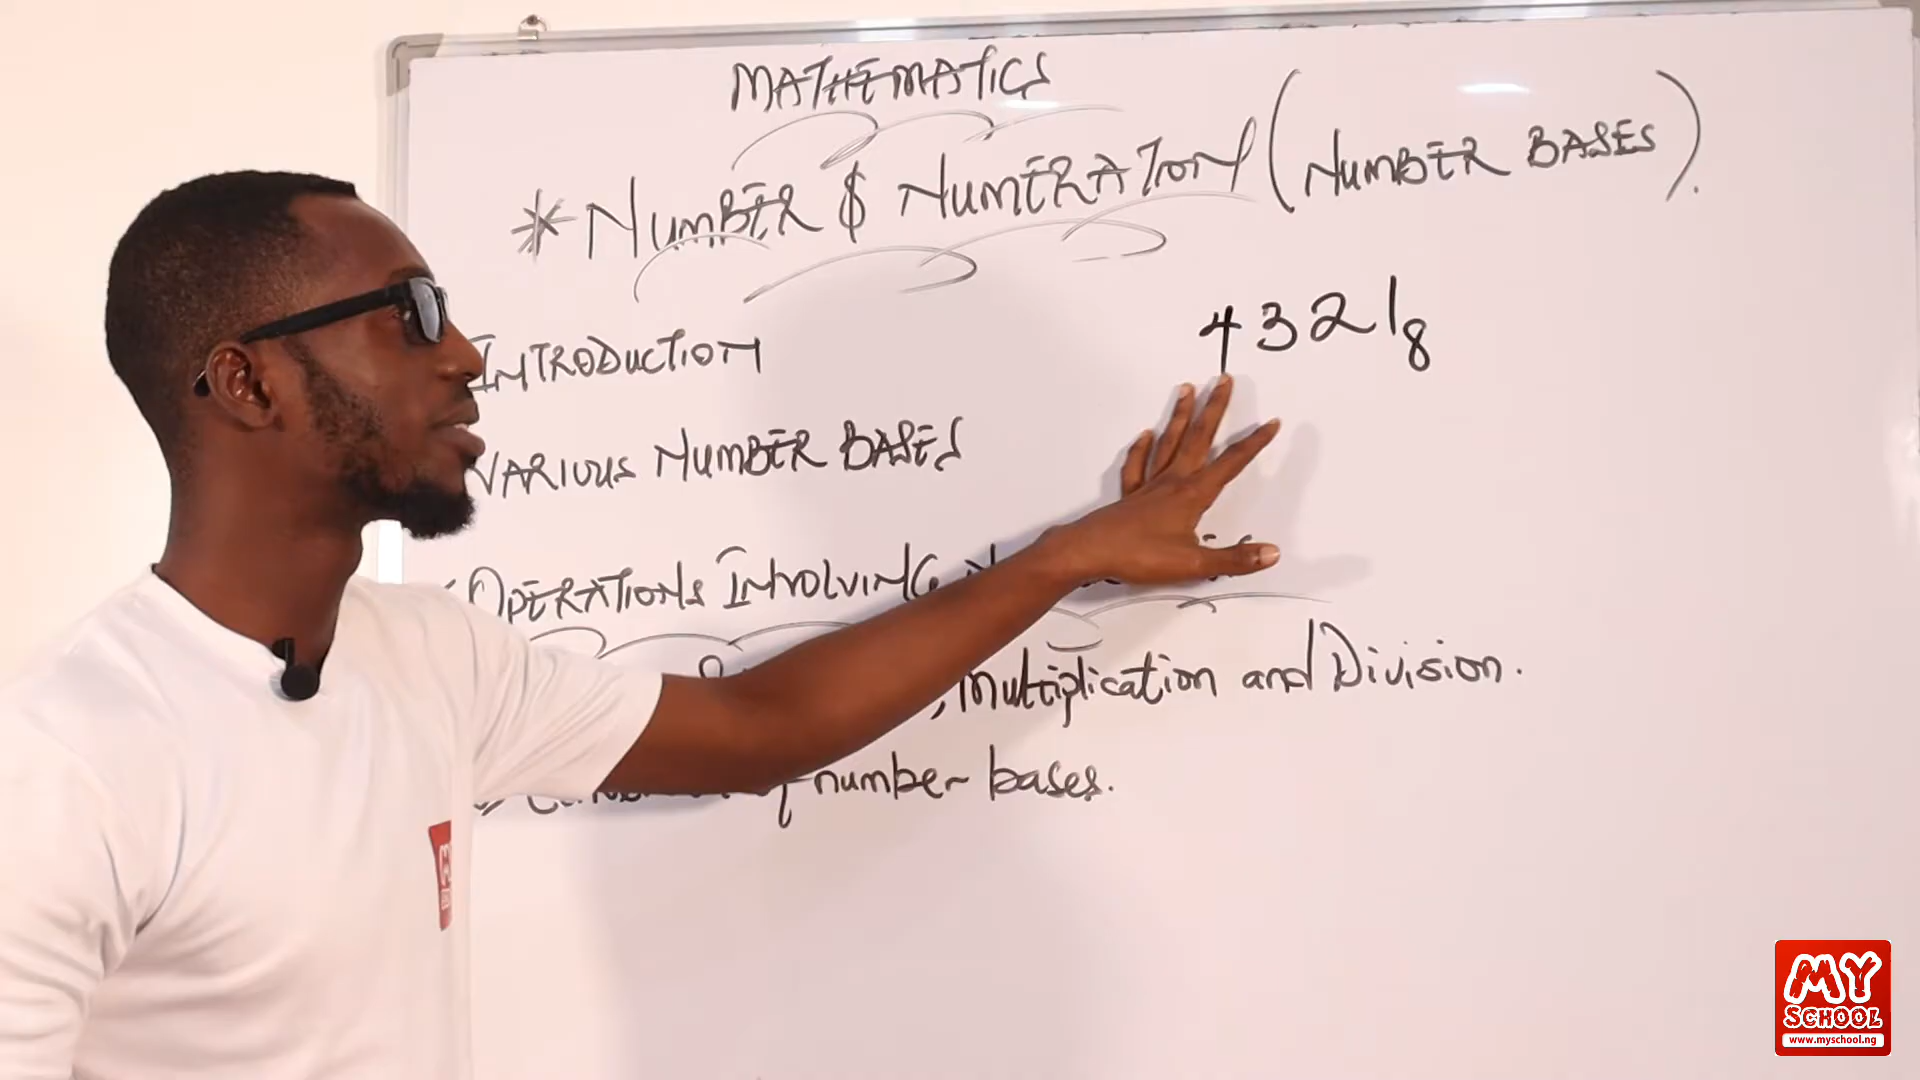 MATHEMATICS
* NUMBER & NUMERATION (NUMBER BASES).
4321₈
INTRODUCTION
VARIOUS NUMBER BASES
OPERATIONS INVOLVING
, Multiplication and Division.
of number bases.
MY
SCHOOL
www.myschool.ng